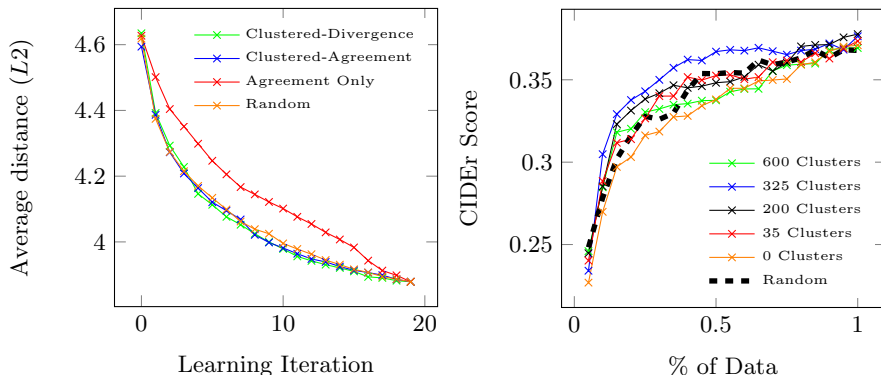 4.6
4.4
4.2
4
0
10
20
Average distance (L2)
Learning Iteration
Clustered-Divergence
Clustered-Agreement
Agreement Only
Random
0.35
0.3
0.25
0
0.5
1
CIDEr Score
% of Data
600 Clusters
325 Clusters
200 Clusters
35 Clusters
0 Clusters
Random